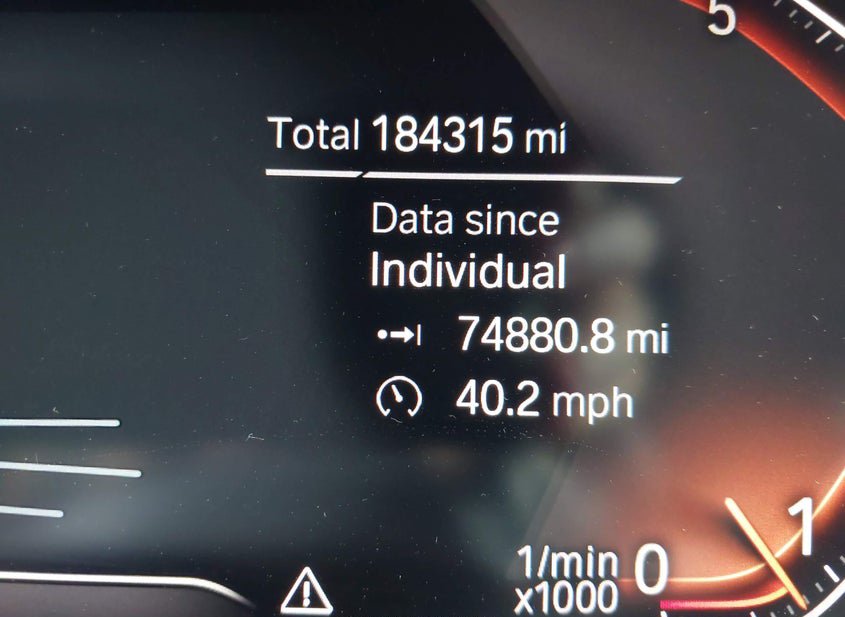 5
Total 184315 mi
Data since
Individual
74880.8 mi
40.2 mph
1/min 0 1
x1000